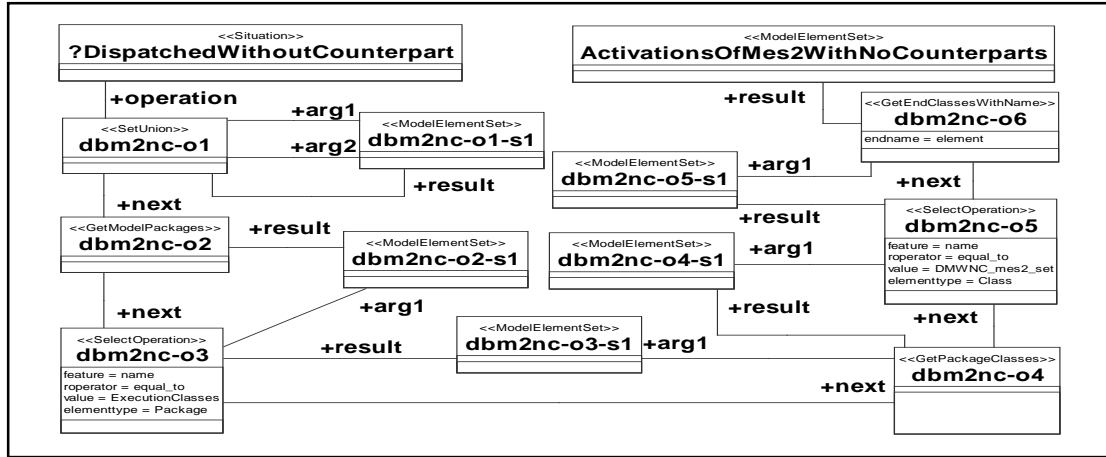 <<Situation>>
?DispatchedWithoutCounterpart
<<ModelElementSet>>
ActivationsOfMes2WithNoCounterparts
+operation
+result
<<SetUnion>>
dbm2nc-o1
+arg1
+arg2
<<ModelElementSet>>
dbm2nc-o1-s1
+result
<<GetEndClassesWithName>>
dbm2nc-o6
endname = element
<<ModelElementSet>>
dbm2nc-o5-s1
+arg1
+next
+next
+result
<<GetModelPackages>>
dbm2nc-o2
+result
<<ModelElementSet>>
dbm2nc-o2-s1
+arg1
<<ModelElementSet>>
dbm2nc-o4-s1
+arg1
<<SelectOperation>>
dbm2nc-o5
feature = name
roperator = equal_to
value = DMWNC_mes2_set
elementtype = Class
+next
+result
+next
<<SelectOperation>>
dbm2nc-o3
feature = name
roperator = equal_to
value = ExecutionClasses
elementtype = Package
+result
<<ModelElementSet>>
dbm2nc-o3-s1
+arg1
<<GetPackageClasses>>
dbm2nc-o4
+next